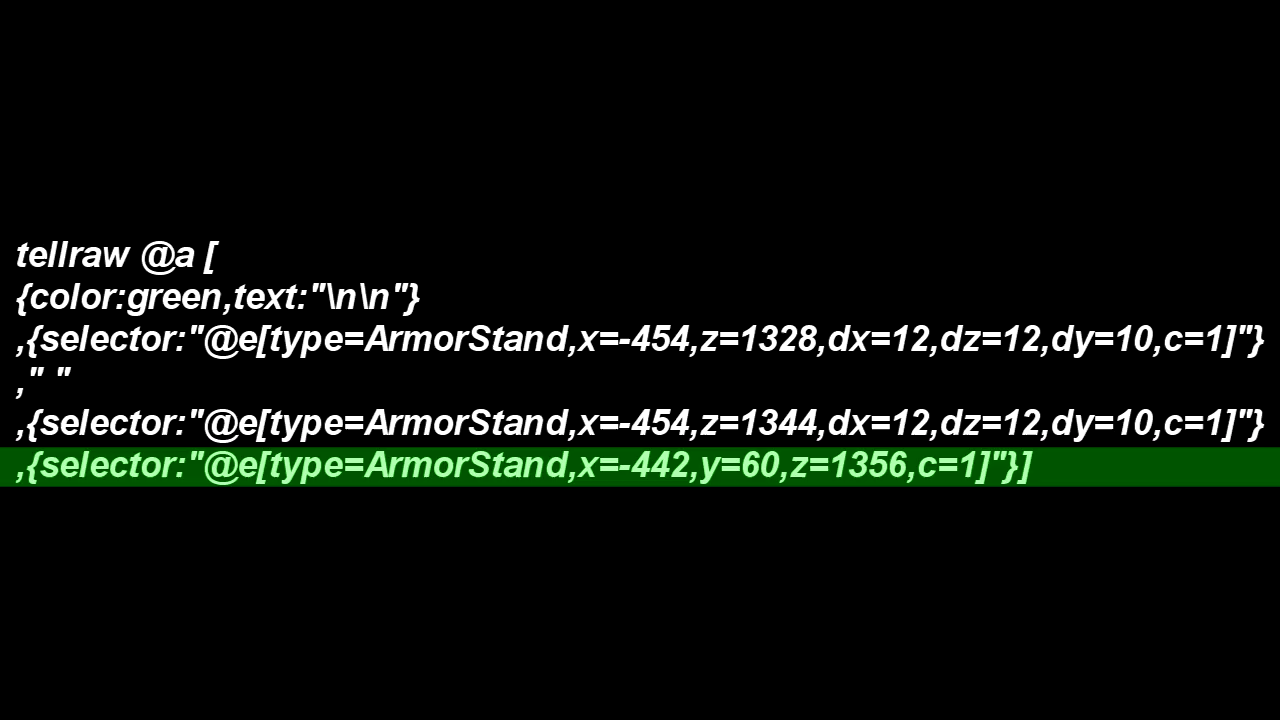 tellraw @a [
{color:green,text:"\n\n"}
,{selector:"@e[type=ArmorStand,x=-454,z=1328,dx=12,dz=12,dy=10,c=1]"}
," "
,{selector:"@e[type=ArmorStand,x=-454,z=1344,dx=12,dz=12,dy=10,c=1]"}
,{selector:"@e[type=ArmorStand,x=-442,y=60,z=1356,c=1]"}]